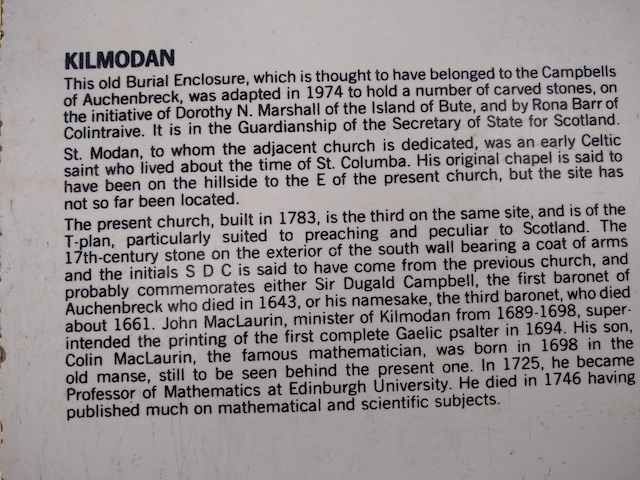 KILMODAN
This old Burial Enclosure, which is thought to have belonged to the Campbells
of Auchenbreck, was adapted in 1974 to hold a number of carved stones, on
the initiative of Dorothy N. Marshall of the Island of Bute, and by Rona Barr of
Colintraive. It is in the Guardianship of the Secretary of State for Scotland.
St. Modan, to whom the adjacent church is dedicated, was an early Celtic
saint who lived about the time of St. Columba. His original chapel is said to
have been on the hillside to the E of the present church, but the site has
not so far been located.
The present church, built in 1783, is the third on the same site, and is of the
T-plan, particularly suited to preaching and peculiar to Scotland. The
17th-century stone on the exterior of the south wall bearing a coat of arms
and the initials S D C is said to have come from the previous church, and
probably commemorates either Sir Dugald Campbell, the first baronet of
Auchenbreck who died in 1643, or his namesake, the third baronet, who died
about 1661. John MacLaurin, minister of Kilmodan from 1689-1698, super-
intended the printing of the first complete Gaelic psalter in 1694. His son,
Colin MacLaurin, the famous mathematician, was born in 1698 in the
old manse, still to be seen behind the present one. In 1725, he became
Professor of Mathematics at Edinburgh University. He died in 1746 having
published much on mathematical and scientific subjects.